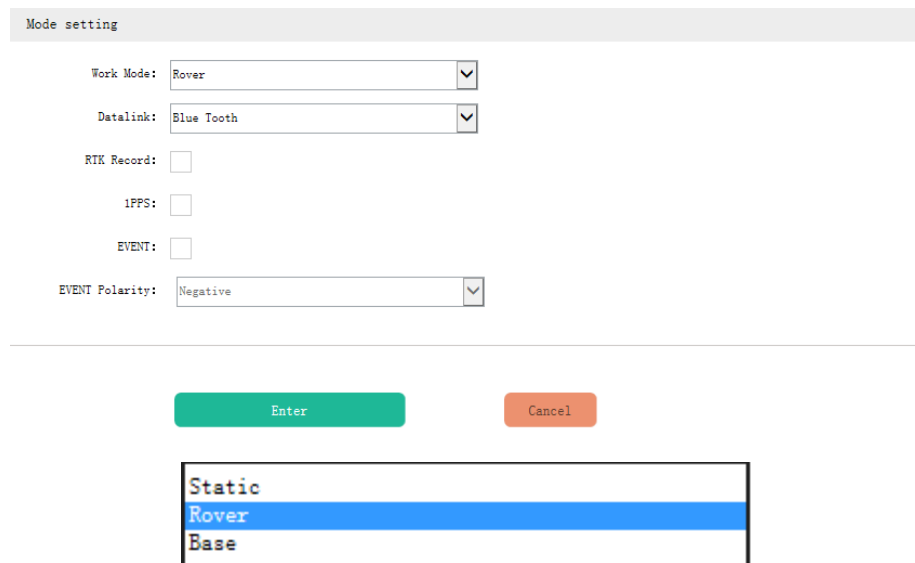 Mode setting
Work Mode: Rover
Datalink: Blue Tooth
RTK Record:
1PPS:
EVENT:
EVENT Polarity: Negative
Enter Cancel
Static
Rover
Base